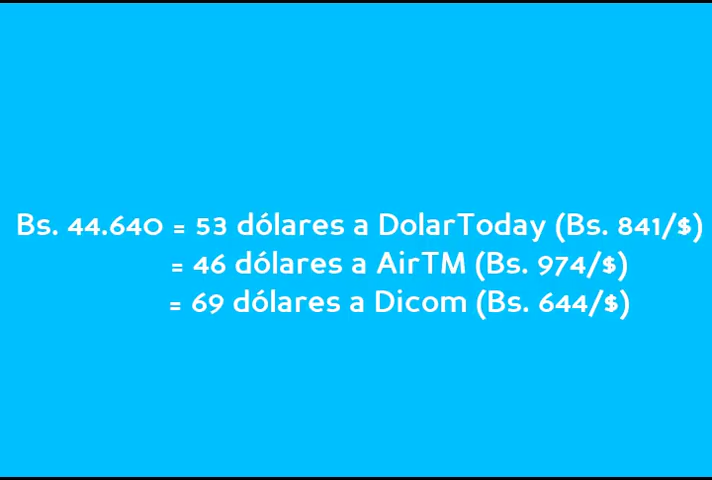 Bs. 44.640 = 53 dólares a DolarToday (Bs. 841/$)
= 46 dólares a AirTM (Bs. 974/$)
= 69 dólares a Dicom (Bs. 644/$)